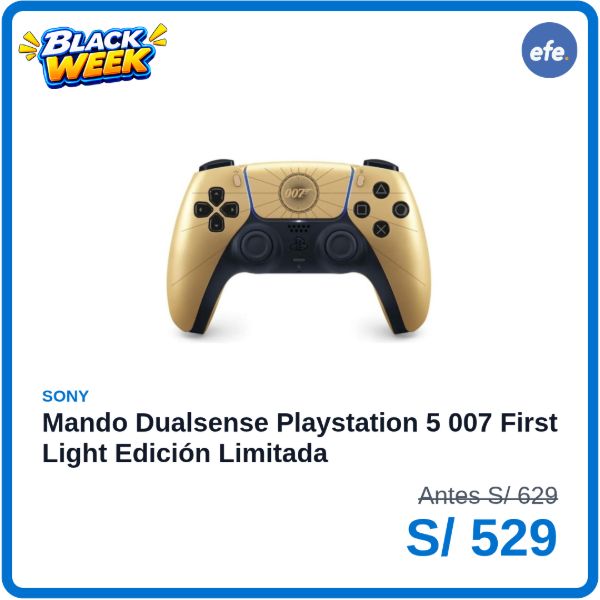 BLACK
WEEK
efe.
007
SONY
Mando Dualsense Playstation 5 007 First
Light Edición Limitada
Antes S/ 629
S/ 529